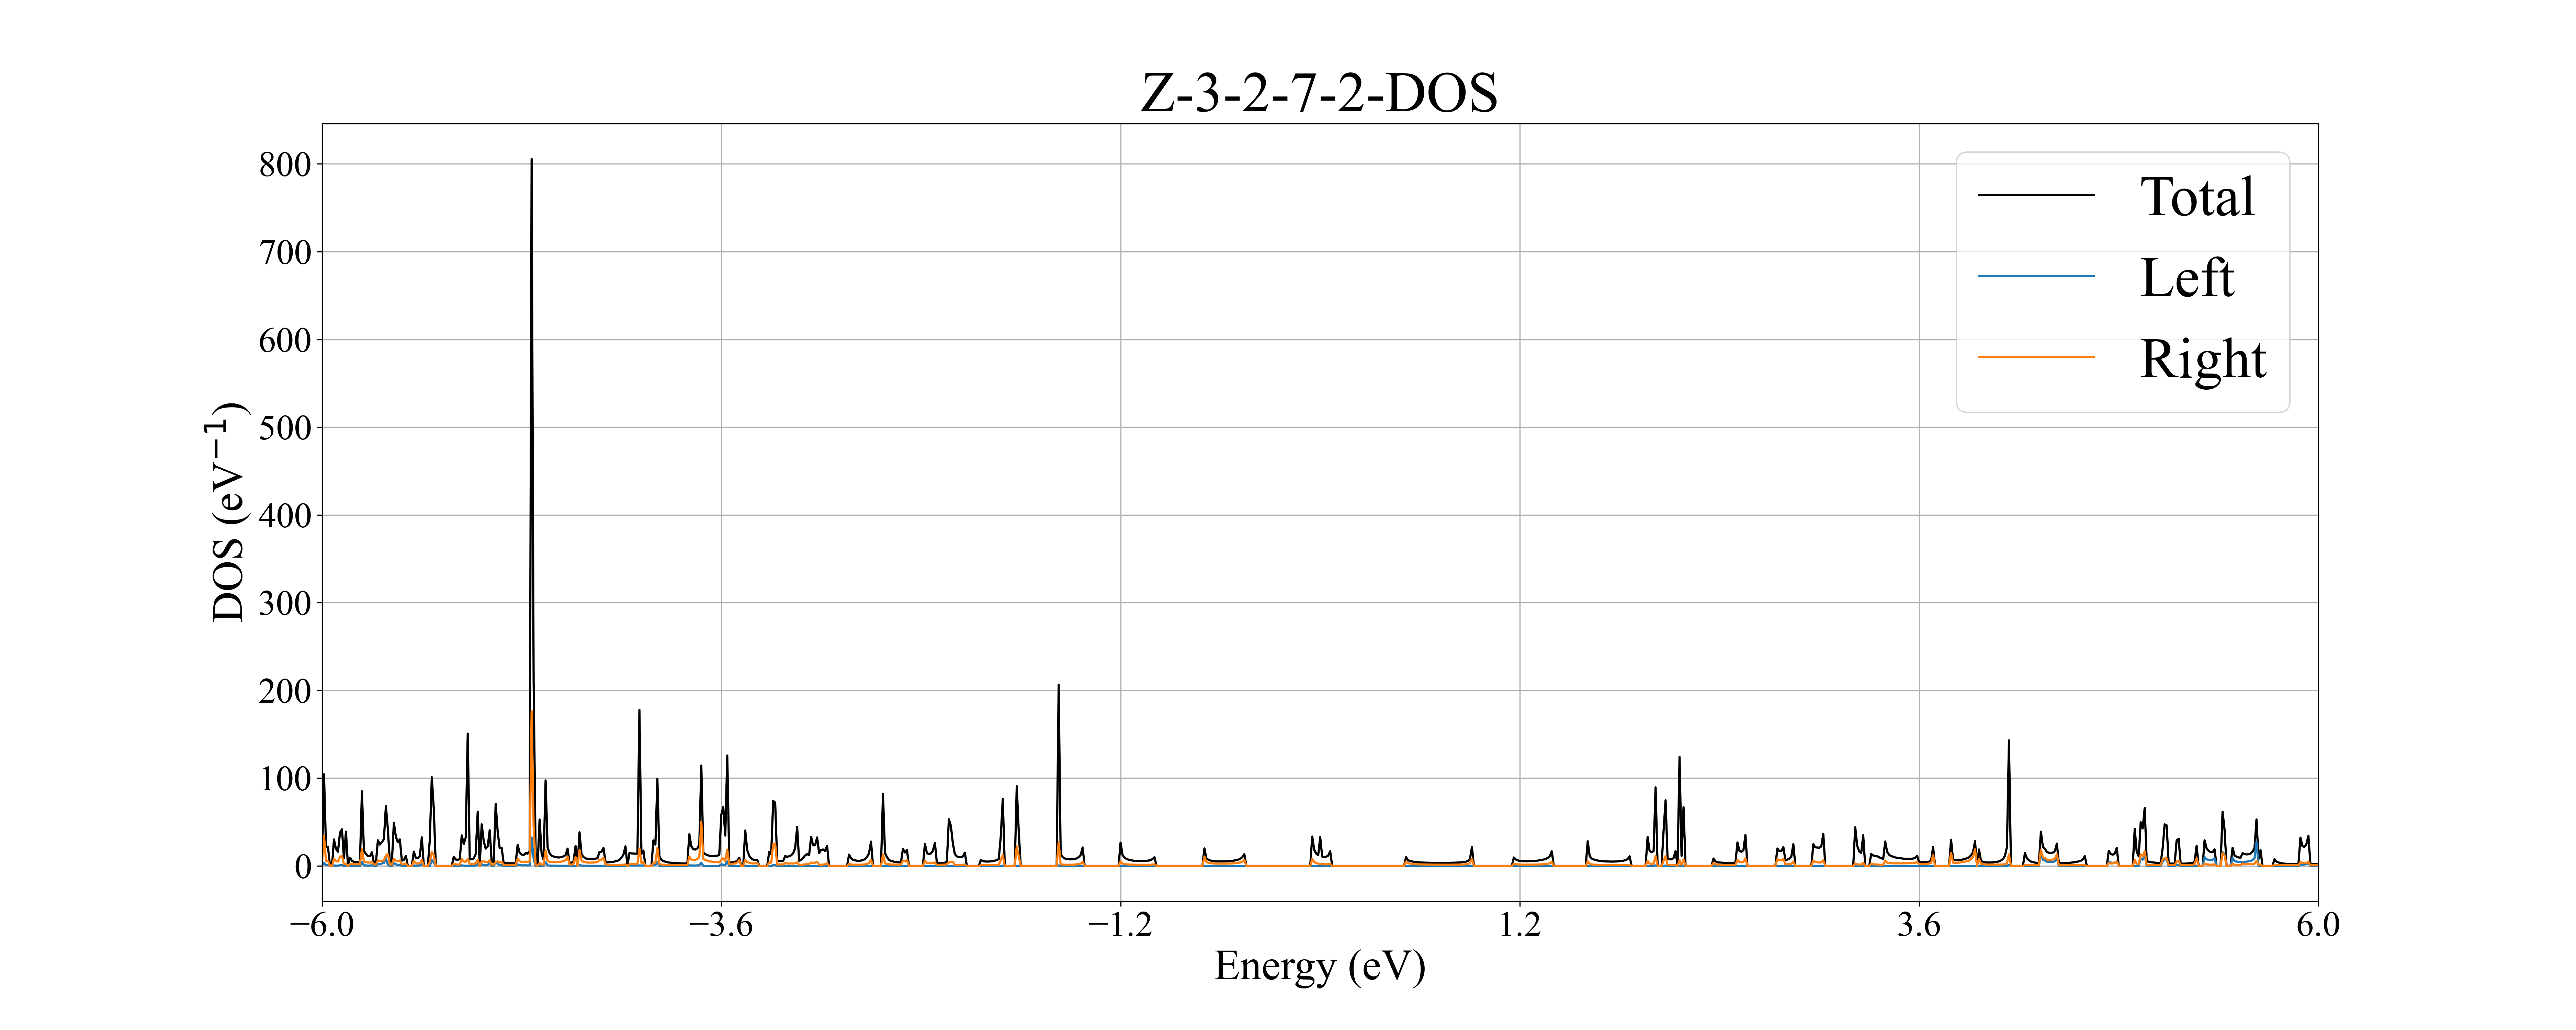 Z-3-2-7-2-DOS
800
700
600
500
400
300
200
100
0
DOS (eV⁻¹)
−6.0
−3.6
−1.2
1.2
3.6
6.0
Energy (eV)
Total
Left
Right